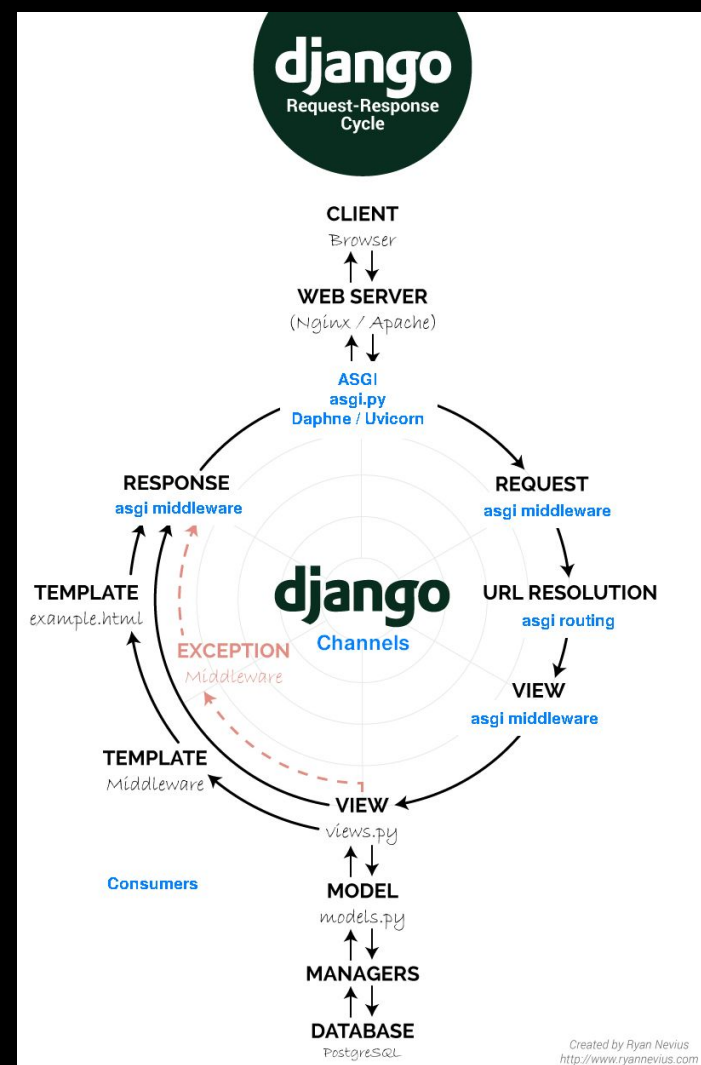 django
Request-Response
Cycle
CLIENT
Browser
WEB SERVER
(Nginx / Apache)
ASGI
asgi.py
Daphne / Uvicorn
RESPONSE
asgi middleware
REQUEST
asgi middleware
TEMPLATE
example.html
django
Channels
URL RESOLUTION
asgi routing
EXCEPTION
Middleware
VIEW
asgi middleware
TEMPLATE
Middleware
VIEW
views.py
Consumers
MODEL
models.py
MANAGERS
DATABASE
PostgreSQL
Created by Ryan Nevius
http://www.ryannevius.com